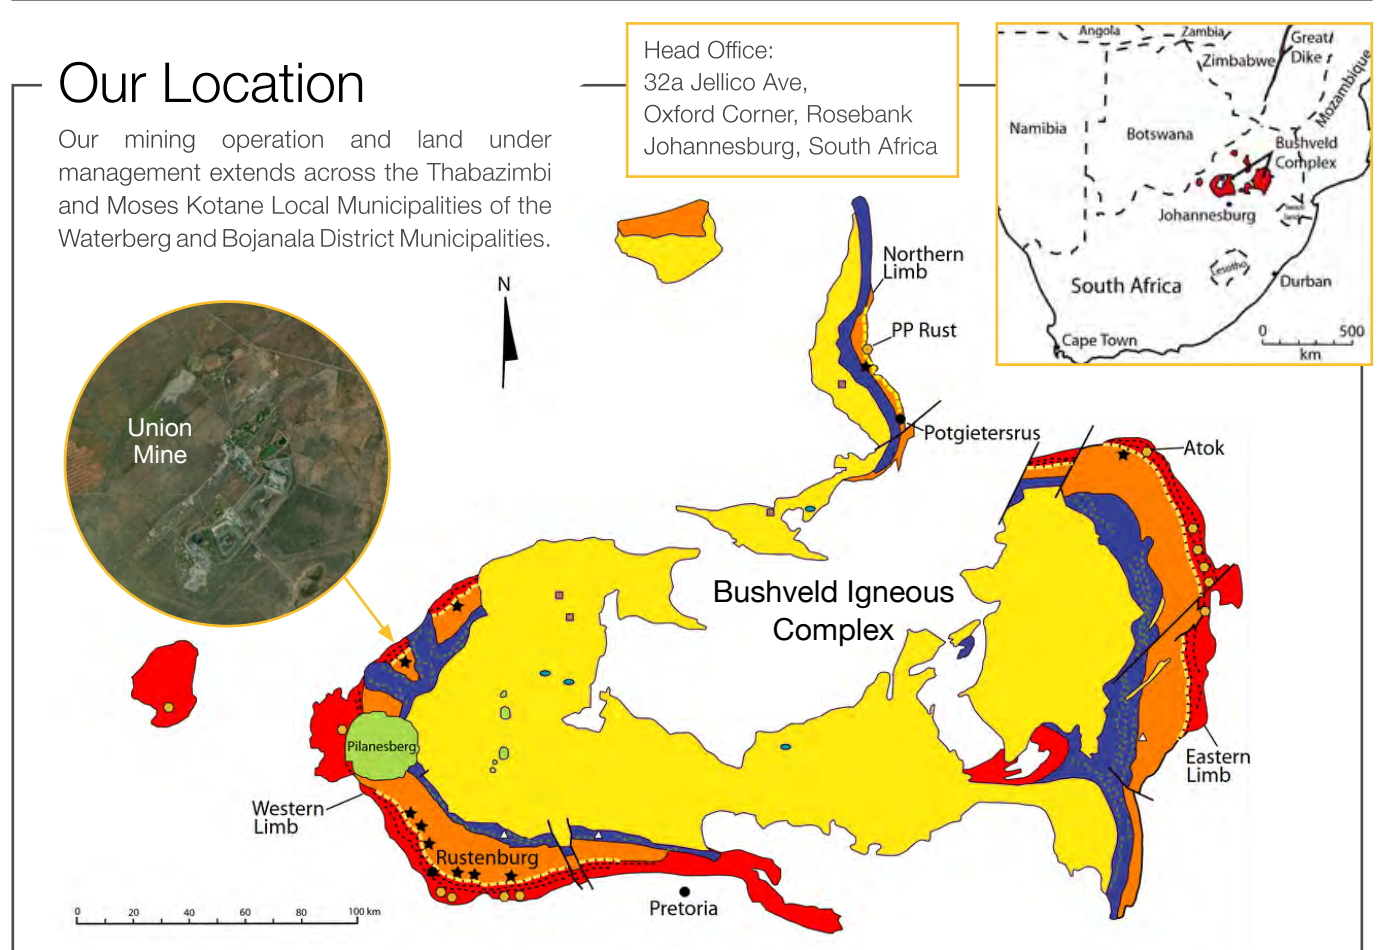 Our Location
Our mining operation and land under
management extends across the Thabazimbi
and Moses Kotane Local Municipalities of the
Waterberg and Bojanala District Municipalities.
Head Office:
32a Jellico Ave,
Oxford Corner, Rosebank
Johannesburg, South Africa
Angola
Zambia
Great
Dike
Zimbabwe
Mozambique
Namibia
Botswana
Bushveld
Complex
Johannesburg
Lesotho
South Africa
Durban
Cape Town
0 500
km
N
Northern
Limb
PP Rust
Potgietersrus
Atok
Union
Mine
Bushveld Igneous
Complex
Pilanesberg
Western
Limb
Eastern
Limb
Rustenburg
Pretoria
0 20 40 60 80 100 km